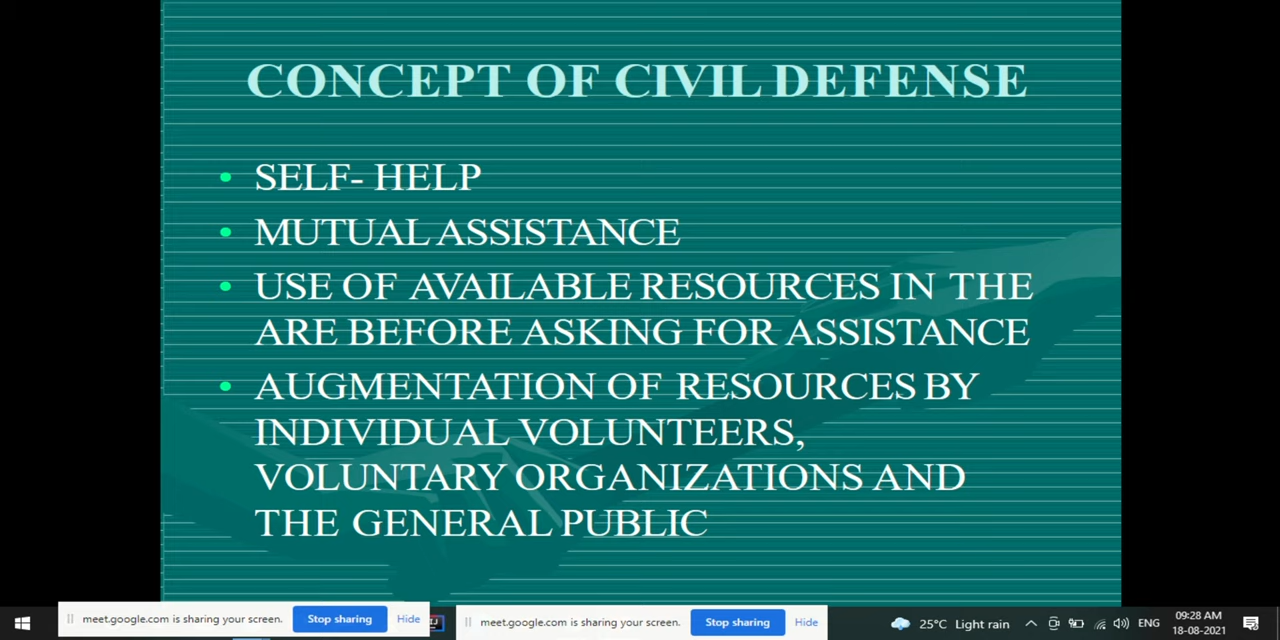 CONCEPT OF CIVIL DEFENSE
• SELF- HELP
• MUTUAL ASSISTANCE
• USE OF AVAILABLE RESOURCES IN THE
ARE BEFORE ASKING FOR ASSISTANCE
• AUGMENTATION OF RESOURCES BY
INDIVIDUAL VOLUNTEERS,
VOLUNTARY ORGANIZATIONS AND
THE GENERAL PUBLIC
meet.google.com is sharing your screen. Stop sharing Hide
meet.google.com is sharing your screen. Stop sharing Hide
25°C Light rain
ENG
09:28 AM
18-08-2021